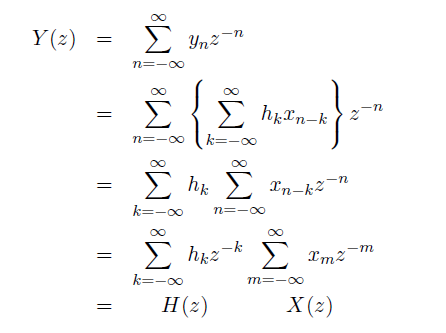 Y(z) = \sum_{n=-\infty}^{\infty} y_n z^{-n}
= \sum_{n=-\infty}^{\infty} \left\{ \sum_{k=-\infty}^{\infty} h_k x_{n-k} \right\} z^{-n}
= \sum_{k=-\infty}^{\infty} h_k \sum_{n=-\infty}^{\infty} x_{n-k} z^{-n}
= \sum_{k=-\infty}^{\infty} h_k z^{-k} \sum_{m=-\infty}^{\infty} x_m z^{-m}
= H(z) X(z)